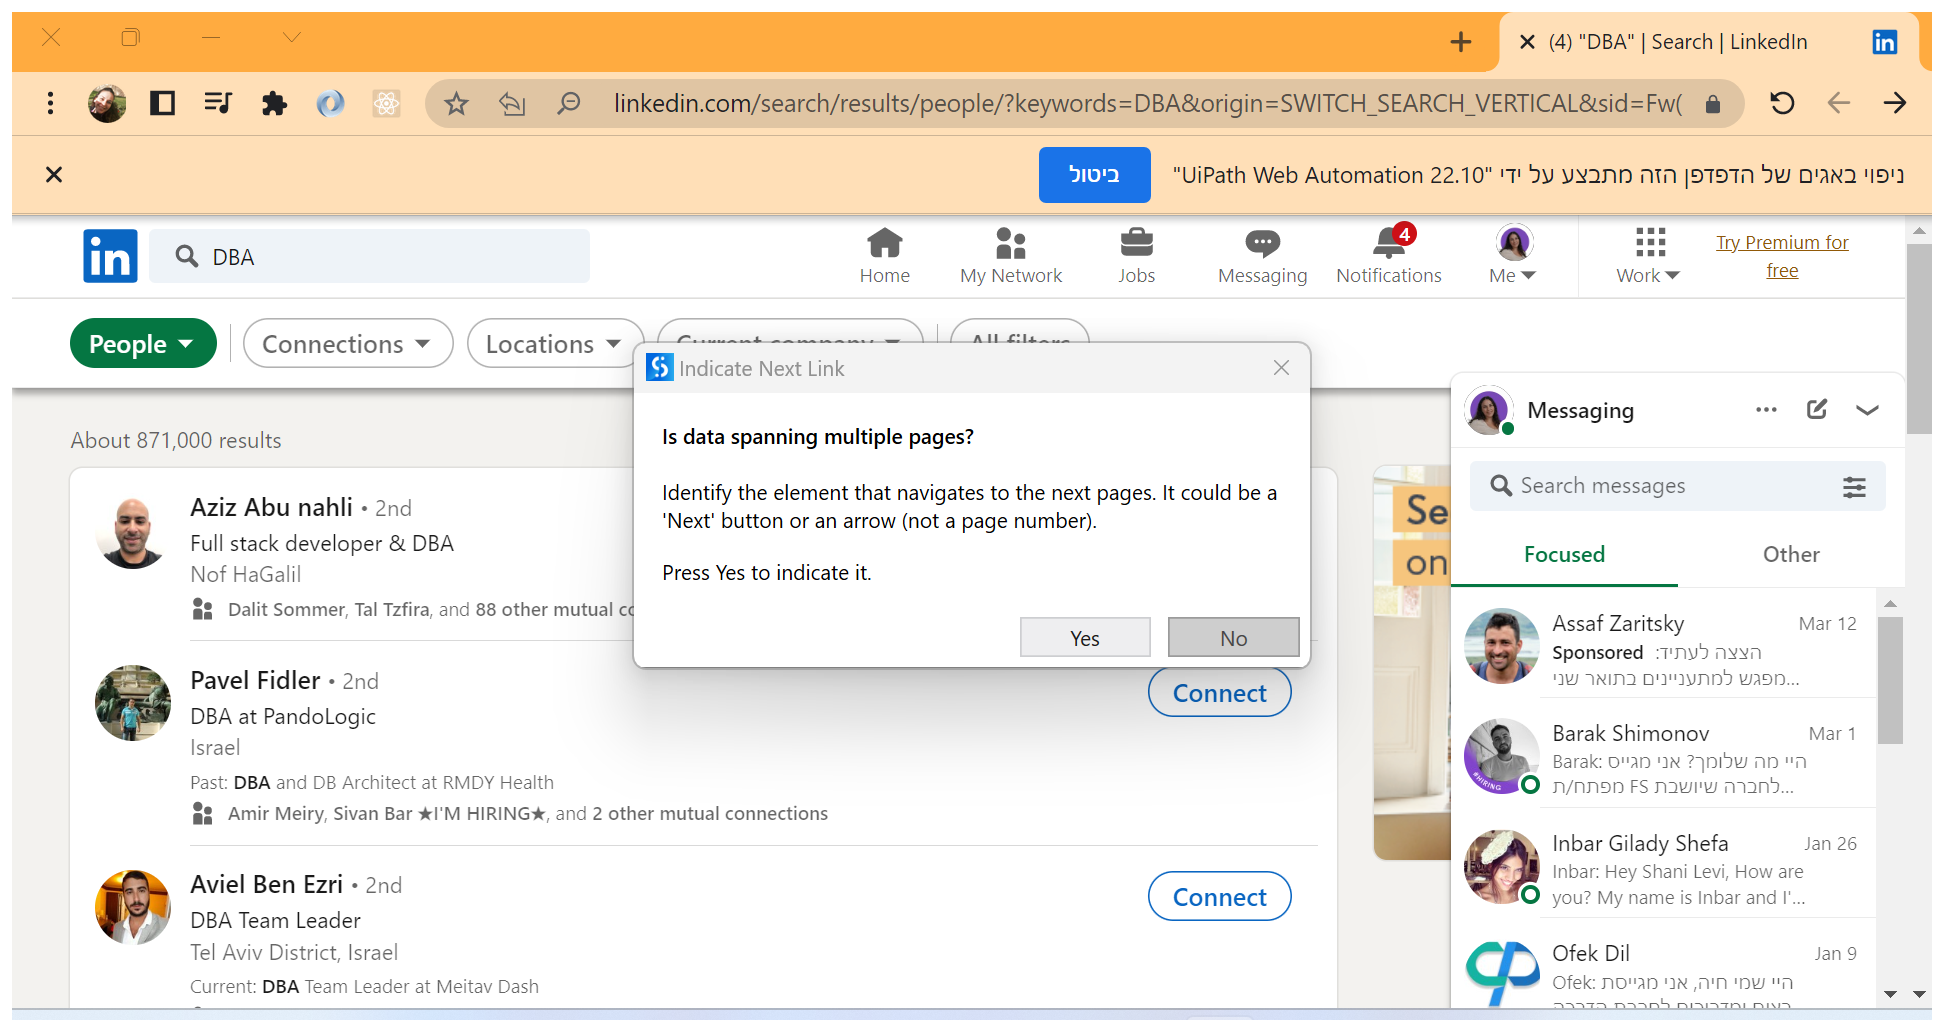 (4) "DBA" | Search | LinkedIn
linkedin.com/search/results/people/?keywords=DBA&origin=SWITCH_SEARCH_VERTICAL&sid=Fw(
ניפוי באגים של הדפדפן הזה מתבצע על ידי "UiPath Web Automation 22.10"
ביטול
in
DBA
Home
My Network
Jobs
Messaging
4
Notifications
Me
Work
Try Premium for
free
People
Connections
Locations
Current company
All filters
Indicate Next Link
Is data spanning multiple pages?
Identify the element that navigates to the next pages. It could be a
'Next' button or an arrow (not a page number).
Press Yes to indicate it.
Yes
No
About 871,000 results
Aziz Abu nahli • 2nd
Full stack developer & DBA
Nof HaGalil
Dalit Sommer, Tal Tzfira, and 88 other mutual
Pavel Fidler • 2nd
DBA at PandoLogic
Israel
Past: DBA and DB Architect at RMDY Health
Amir Meiry, Sivan Bar ★I'M HIRING★, and 2 other mutual connections
Connect
Aviel Ben Ezri • 2nd
DBA Team Leader
Tel Aviv District, Israel
Current: DBA Team Leader at Meitav Dash
Connect
Se
on
Messaging
Search messages
Focused
Other
Assaf Zaritsky
Mar 12
Sponsored הצצה לעתיד:
מפגש למתעניינים בתואר שני...
Barak Shimonov
Mar 1
Barak: היי מה שלומך? אני מגייס
לחברה שיושבת FS מפתח/ת...
#HIRING
Inbar Gilady Shefa
Jan 26
Inbar: Hey Shani Levi, How are
you? My name is Inbar and I'...
Ofek Dil
Jan 9
Ofek: היי שמי חיה, אני מגייסת